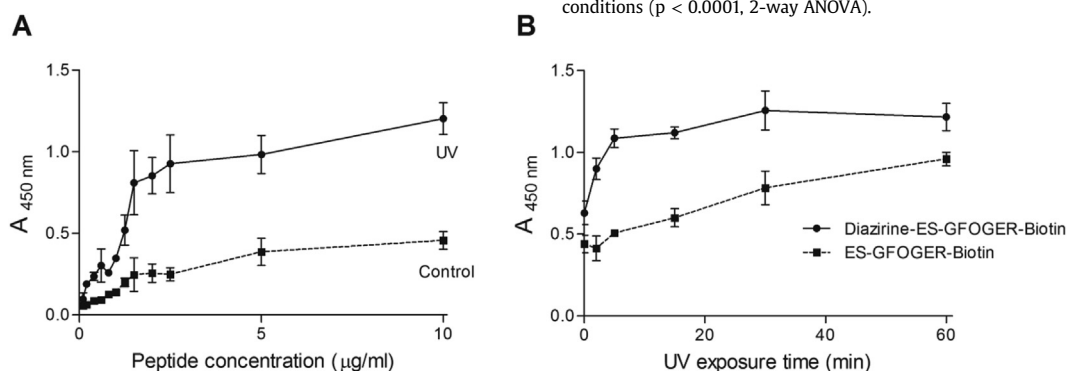 conditions (p < 0.0001, 2-way ANOVA).
A
B
1.5
1.0
0.5
0.0
A 450 nm
UV
Control
0
5
10
Peptide concentration (μg/ml)
1.5
1.0
0.5
0.0
A 450 nm
Diazirine-ES-GFOGER-Biotin
ES-GFOGER-Biotin
0
20
40
60
UV exposure time (min)